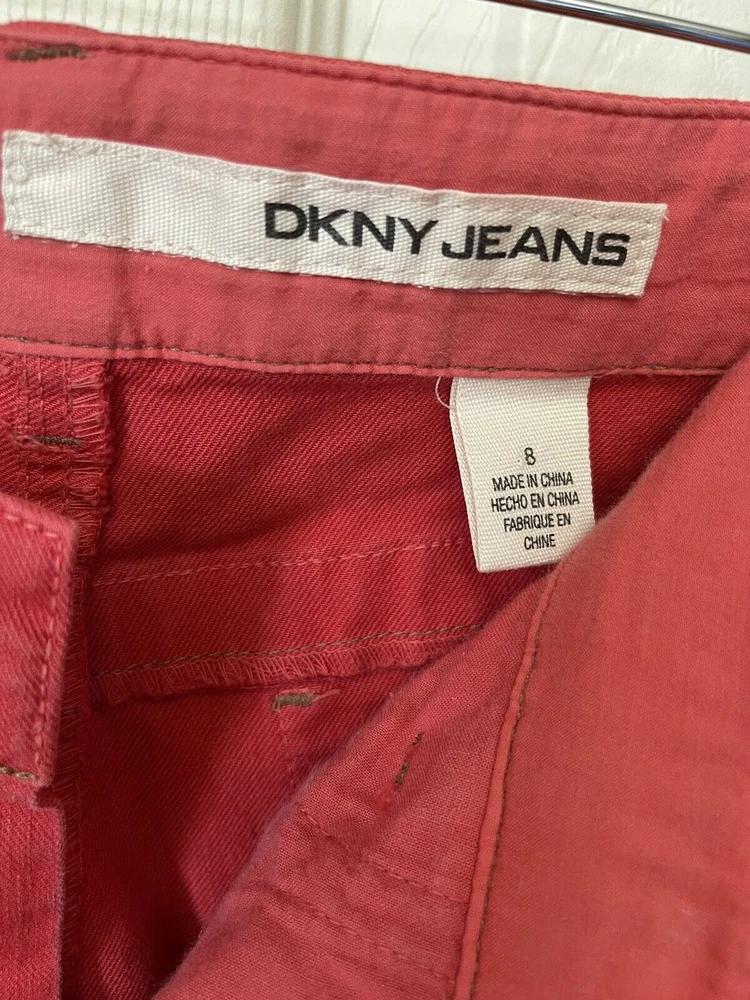 DKNY JEANS
8
MADE IN CHINA
HECHO EN CHINA
FABRIQUE EN
CHINE